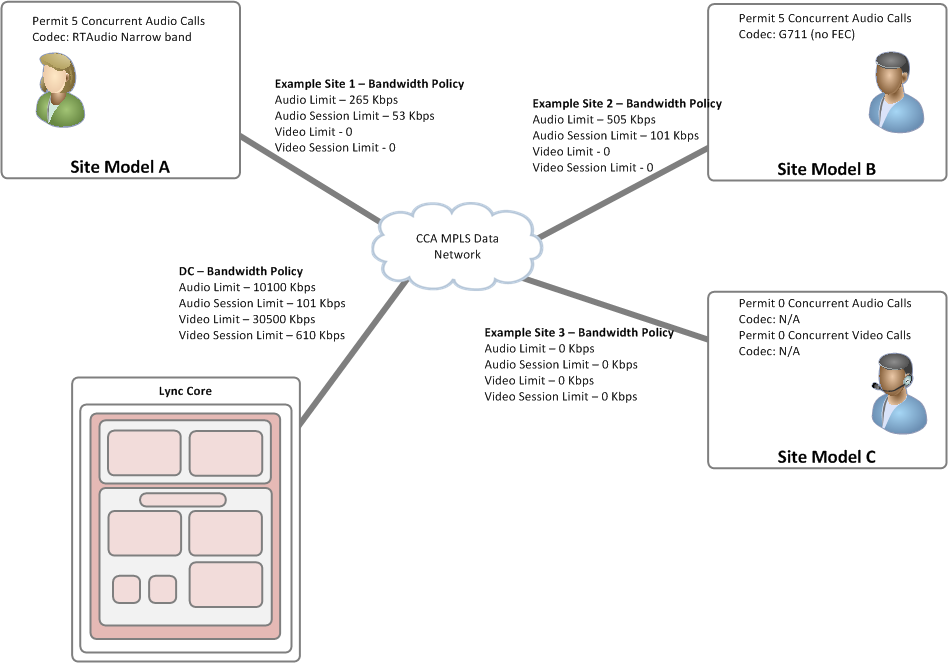 Permit 5 Concurrent Audio Calls
Codec: RTAudio Narrow band
Site Model A
Example Site 1 – Bandwidth Policy
Audio Limit – 265 Kbps
Audio Session Limit – 53 Kbps
Video Limit - 0
Video Session Limit - 0
Permit 5 Concurrent Audio Calls
Codec: G711 (no FEC)
Site Model B
Example Site 2 – Bandwidth Policy
Audio Limit – 505 Kbps
Audio Session Limit – 101 Kbps
Video Limit - 0
Video Session Limit - 0
CCA MPLS Data
Network
DC – Bandwidth Policy
Audio Limit – 10100 Kbps
Audio Session Limit – 101 Kbps
Video Limit – 30500 Kbps
Video Session Limit – 610 Kbps
Example Site 3 – Bandwidth Policy
Audio Limit – 0 Kbps
Audio Session Limit – 0 Kbps
Video Limit – 0 Kbps
Video Session Limit – 0 Kbps
Permit 0 Concurrent Audio Calls
Codec: N/A
Permit 0 Concurrent Video Calls
Codec: N/A
Site Model C
Lync Core